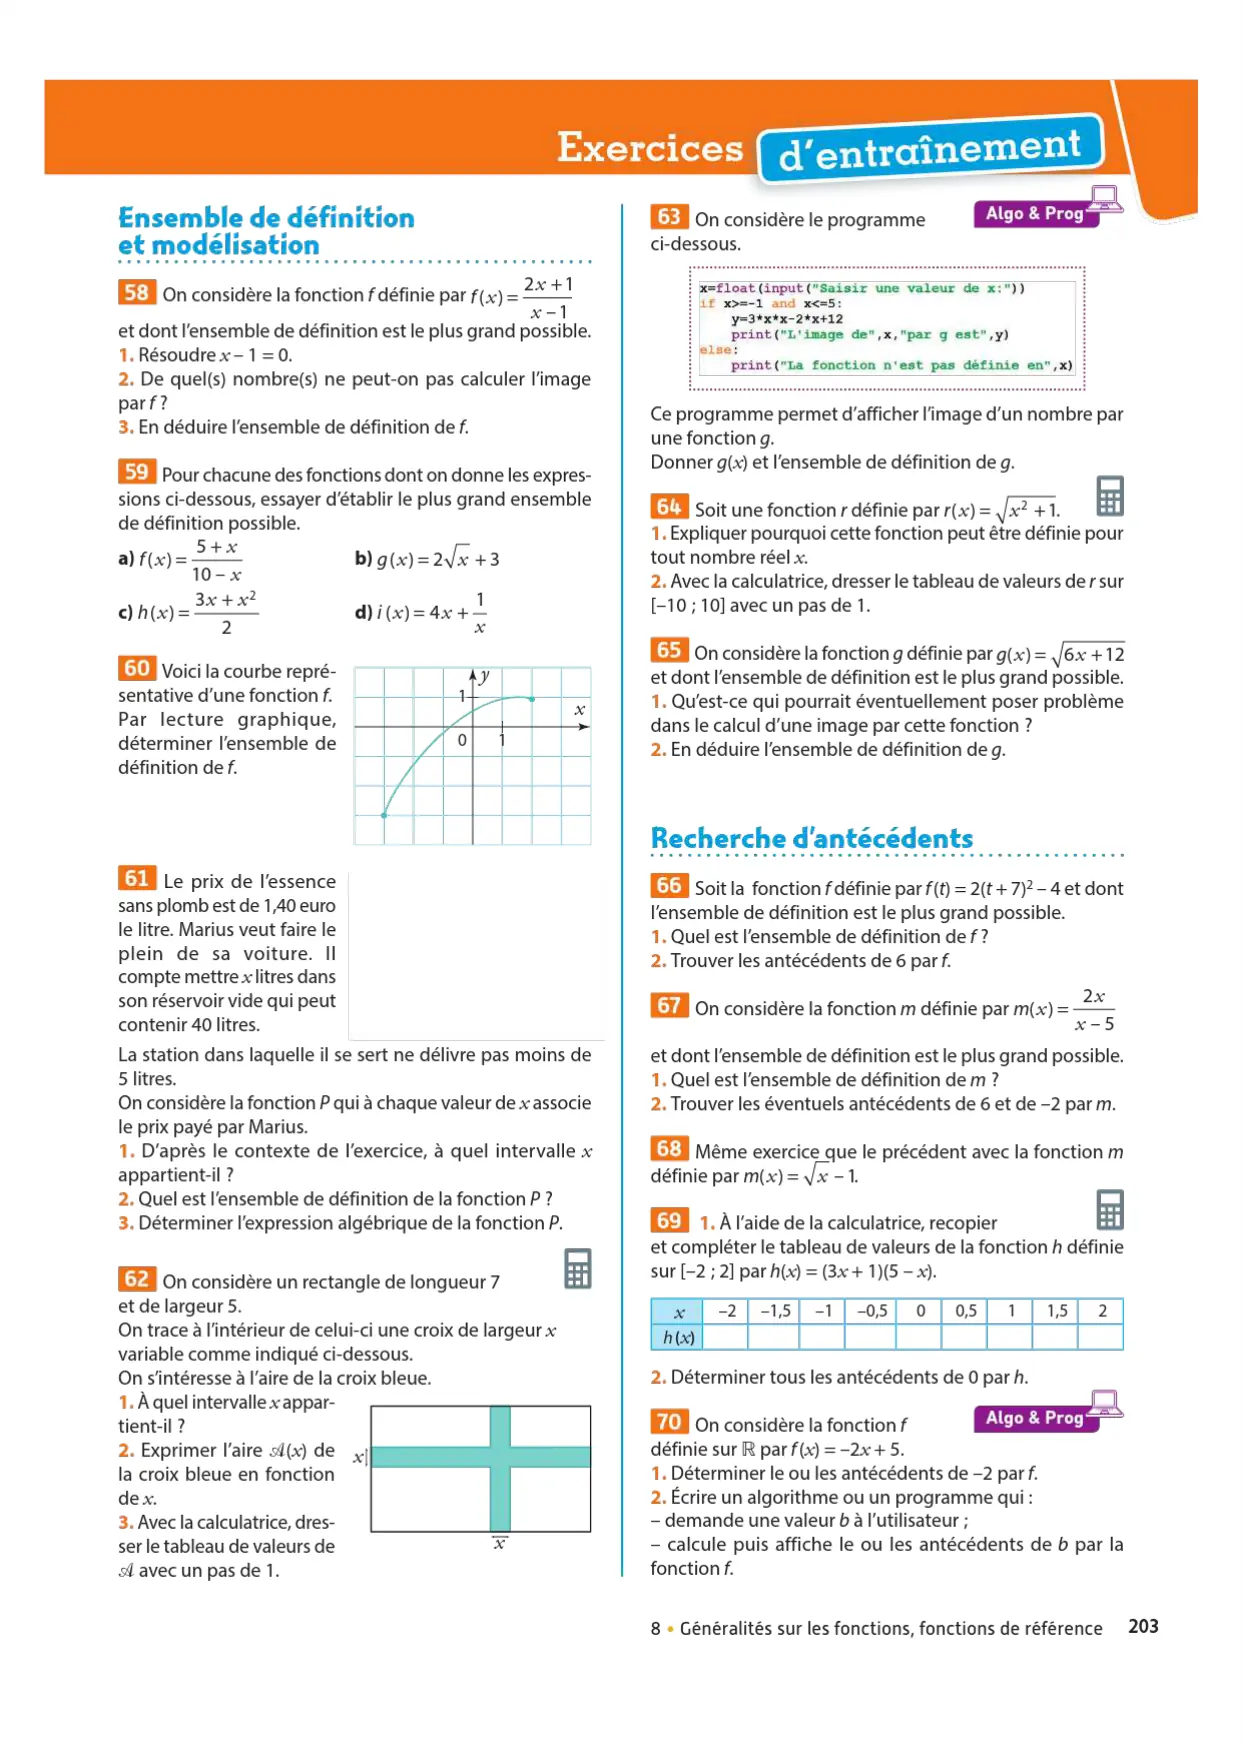 Exercices d'entraînement
Ensemble de définition
et modélisation
58 On considère la fonction f définie par f(x) = (2x + 1)/(x – 1)
et dont l'ensemble de définition est le plus grand possible.
1. Résoudre x – 1 = 0.
2. De quel(s) nombre(s) ne peut-on pas calculer l'image
par f ?
3. En déduire l'ensemble de définition de f.
59 Pour chacune des fonctions dont on donne les expres-
sions ci-dessous, essayer d'établir le plus grand ensemble
de définition possible.
a) f(x) = (5 + x)/(10 – x) b) g(x) = 2√x + 3
c) h(x) = (3x + x²)/2 d) i(x) = 4x + 1/x
60 Voici la courbe repré-
sentative d'une fonction f.
Par lecture graphique,
déterminer l'ensemble de
définition de f.
y
1
x
0 1
61 Le prix de l'essence
sans plomb est de 1,40 euro
le litre. Marius veut faire le
plein de sa voiture. Il
compte mettre x litres dans
son réservoir vide qui peut
contenir 40 litres.
La station dans laquelle il se sert ne délivre pas moins de
5 litres.
On considère la fonction P qui à chaque valeur de x associe
le prix payé par Marius.
1. D'après le contexte de l'exercice, à quel intervalle x
appartient-il ?
2. Quel est l'ensemble de définition de la fonction P ?
3. Déterminer l'expression algébrique de la fonction P.
62 On considère un rectangle de longueur 7
et de largeur 5.
On trace à l'intérieur de celui-ci une croix de largeur x
variable comme indiqué ci-dessous.
On s'intéresse à l'aire de la croix bleue.
1. À quel intervalle x appar-
tient-il ?
2. Exprimer l'aire 𝒜(x) de
la croix bleue en fonction
de x.
3. Avec la calculatrice, dres-
ser le tableau de valeurs de
𝒜 avec un pas de 1.
x
x
63 On considère le programme
ci-dessous.
Algo & Prog
x=float(input("Saisir une valeur de x:"))
if x>=-1 and x<=5:
    y=3*x*x-2*x+12
    print("L'image de",x,"par g est",y)
else:
    print("La fonction n'est pas définie en",x)
Ce programme permet d'afficher l'image d'un nombre par
une fonction g.
Donner g(x) et l'ensemble de définition de g.
64 Soit une fonction r définie par r(x) = √(x² + 1).
1. Expliquer pourquoi cette fonction peut être définie pour
tout nombre réel x.
2. Avec la calculatrice, dresser le tableau de valeurs de r sur
[–10 ; 10] avec un pas de 1.
65 On considère la fonction g définie par g(x) = √(6x + 12)
et dont l'ensemble de définition est le plus grand possible.
1. Qu'est-ce qui pourrait éventuellement poser problème
dans le calcul d'une image par cette fonction ?
2. En déduire l'ensemble de définition de g.
Recherche d'antécédents
66 Soit la fonction f définie par f(t) = 2(t + 7)² – 4 et dont
l'ensemble de définition est le plus grand possible.
1. Quel est l'ensemble de définition de f ?
2. Trouver les antécédents de 6 par f.
67 On considère la fonction m définie par m(x) = 2x/(x – 5)
et dont l'ensemble de définition est le plus grand possible.
1. Quel est l'ensemble de définition de m ?
2. Trouver les éventuels antécédents de 6 et de –2 par m.
68 Même exercice que le précédent avec la fonction m
définie par m(x) = √x – 1.
69 1. À l'aide de la calculatrice, recopier
et compléter le tableau de valeurs de la fonction h définie
sur [–2 ; 2] par h(x) = (3x + 1)(5 – x).
x –2 –1,5 –1 –0,5 0 0,5 1 1,5 2
h(x)
2. Déterminer tous les antécédents de 0 par h.
70 On considère la fonction f
Algo & Prog
définie sur ℝ par f(x) = –2x + 5.
1. Déterminer le ou les antécédents de –2 par f.
2. Écrire un algorithme ou un programme qui :
– demande une valeur b à l'utilisateur ;
– calcule puis affiche le ou les antécédents de b par la
fonction f.
8 • Généralités sur les fonctions, fonctions de référence 203